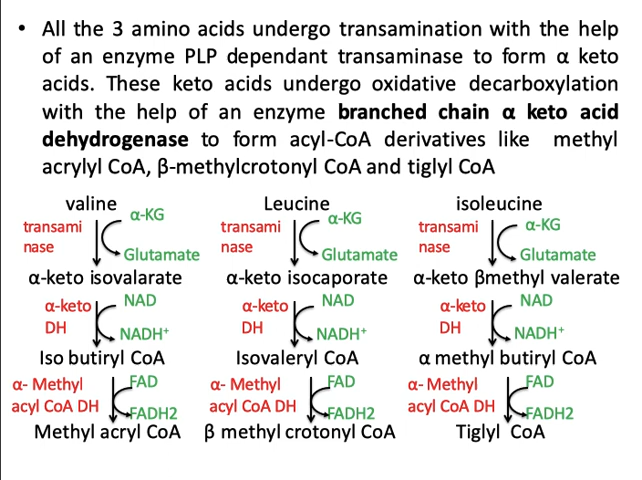 • All the 3 amino acids undergo transamination with the help
of an enzyme PLP dependant transaminase to form α keto
acids. These keto acids undergo oxidative decarboxylation
with the help of an enzyme branched chain α keto acid
dehydrogenase to form acyl-CoA derivatives like methyl
acrylyl CoA, β-methylcrotonyl CoA and tiglyl CoA
valine Leucine isoleucine
α-KG α-KG α-KG
transami transami transami
nase nase nase
Glutamate Glutamate Glutamate
α-keto isovalarate α-keto isocaporate α-keto βmethyl valerate
α-keto NAD α-keto NAD α-keto NAD
DH DH DH
NADH+ NADH+ NADH+
Iso butiryl CoA Isovaleryl CoA α methyl butiryl CoA
α- Methyl FAD α- Methyl FAD α- Methyl FAD
acyl CoA DH FADH2 acyl CoA DH FADH2 acyl CoA DH FADH2
Methyl acryl CoA β methyl crotonyl CoA Tiglyl CoA